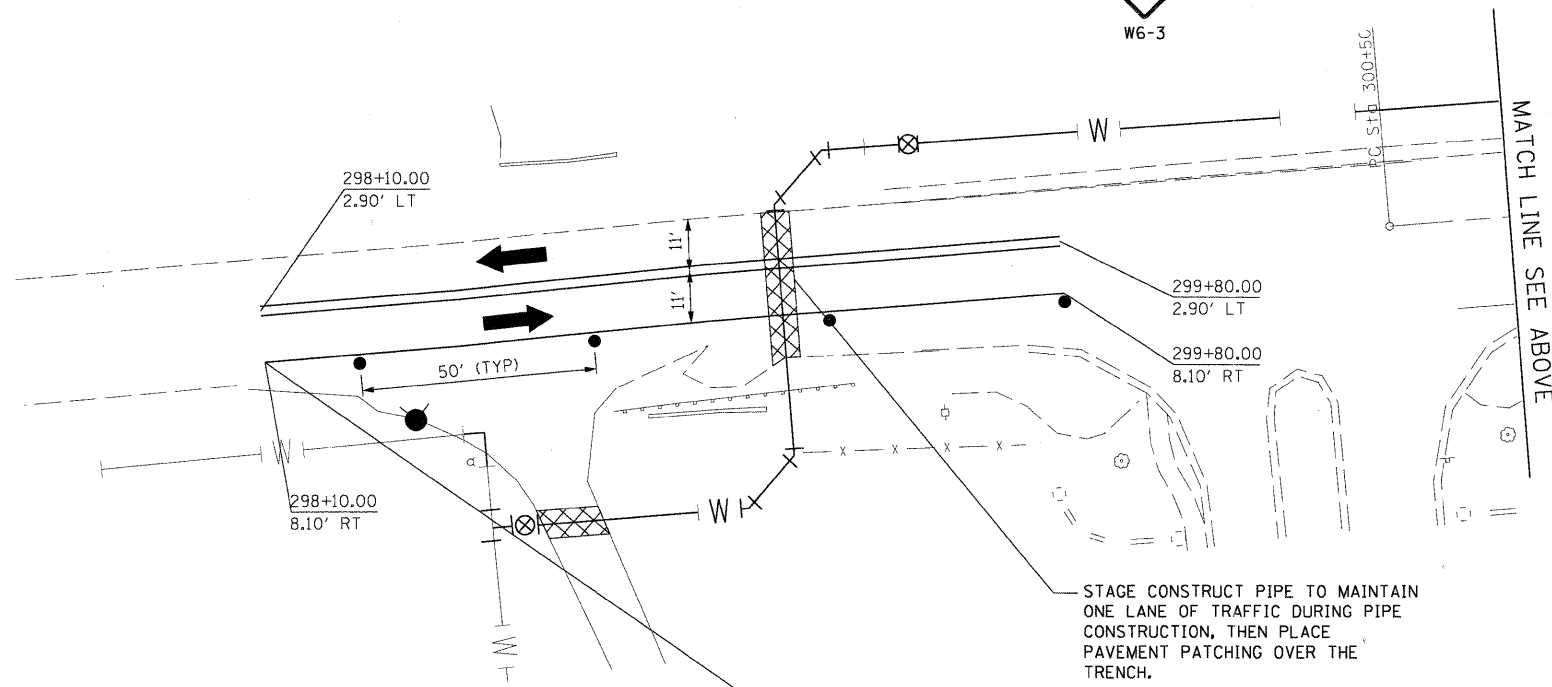 W6-3
PC Sta 300+50
MATCH LINE SEE ABOVE
W
298+10.00
2.90' LT
11'
11'
299+80.00
2.90' LT
299+80.00
8.10' RT
50' (TYP)
W
298+10.00
8.10' RT
W
W
STAGE CONSTRUCT PIPE TO MAINTAIN
ONE LANE OF TRAFFIC DURING PIPE
CONSTRUCTION, THEN PLACE
PAVEMENT PATCHING OVER THE
TRENCH.